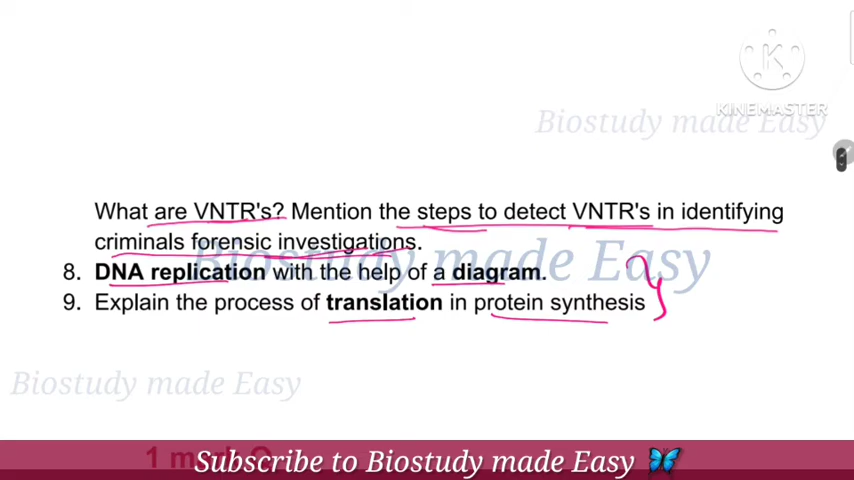 KINEMASTER
Biostudy made Easy
What are VNTR's? Mention the steps to detect VNTR's in identifying
criminals forensic investigations.
Biostudy made Easy
8. DNA replication with the help of a diagram.
9. Explain the process of translation in protein synthesis
Biostudy made Easy
1 mark Q
Subscribe to Biostudy made Easy 🦋